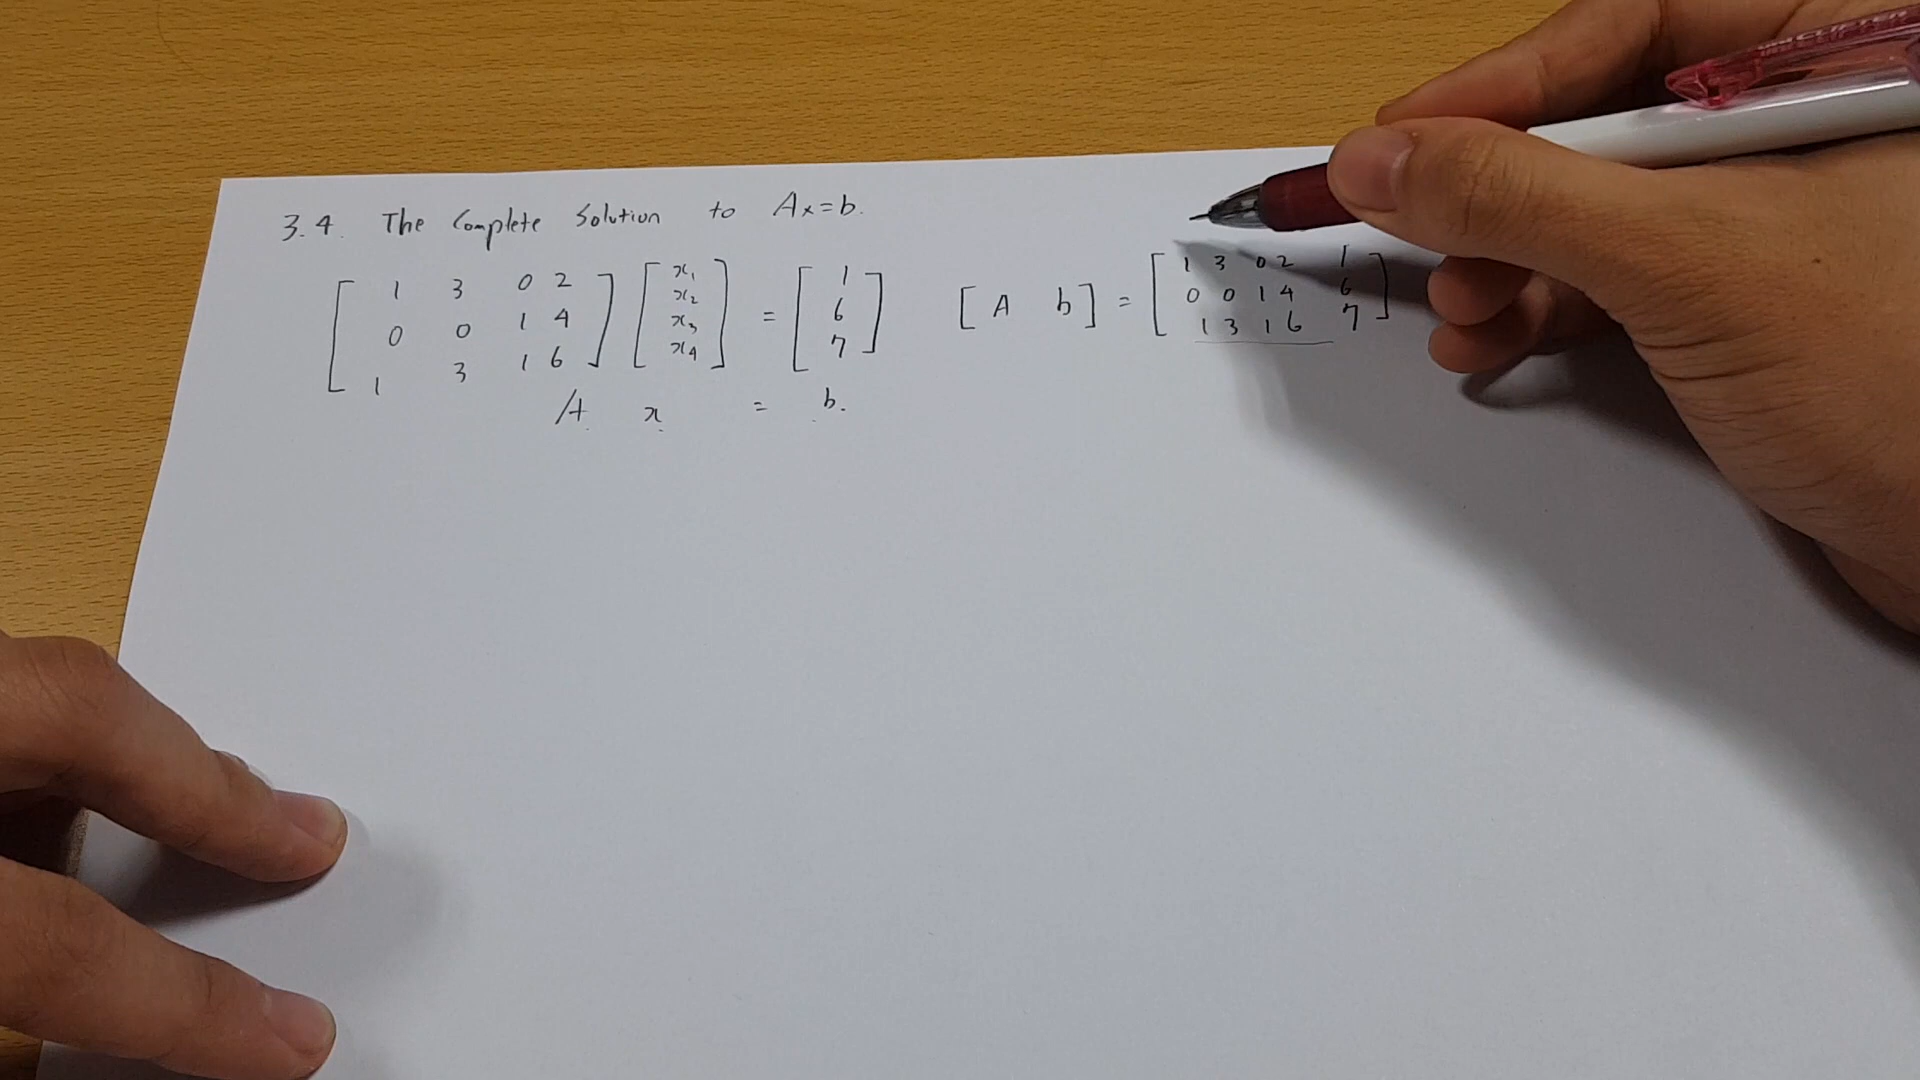 3.4. The Complete Solution to Ax=b.
[ 1 3 0 2 ] [ x₁ ] = [ 1 ] [ A b ] = [ 1 3 0 2 1 ]
[ 0 0 1 4 ] [ x₂ ] [ 6 ] [ 0 0 1 4 6 ]
[ 1 3 1 6 ] [ x₃ ] [ 7 ] [ 1 3 1 6 7 ]
[ x₄ ]
A x = b.